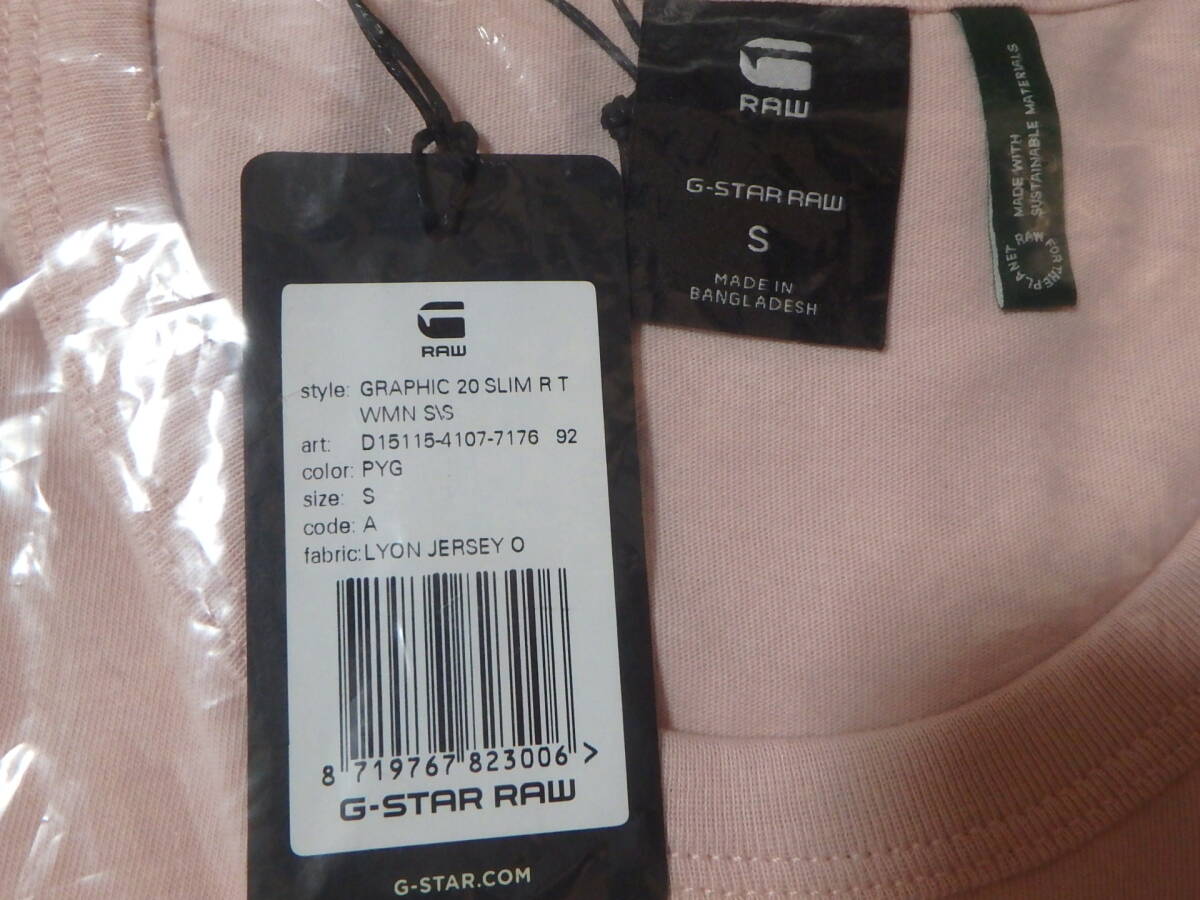 RAW
G-STAR RAW
S
MADE IN
BANGLADESH
MADE WITH
SUSTAINABLE MATERIALS
RAW
FOR THE PLANET
RAW
style: GRAPHIC 20 SLIM R T
WMN S\S
art: D15115-4107-7176 92
color: PYG
size: S
code: A
fabric: LYON JERSEY O
8 719767 823006 >
G-STAR RAW
G-STAR.COM